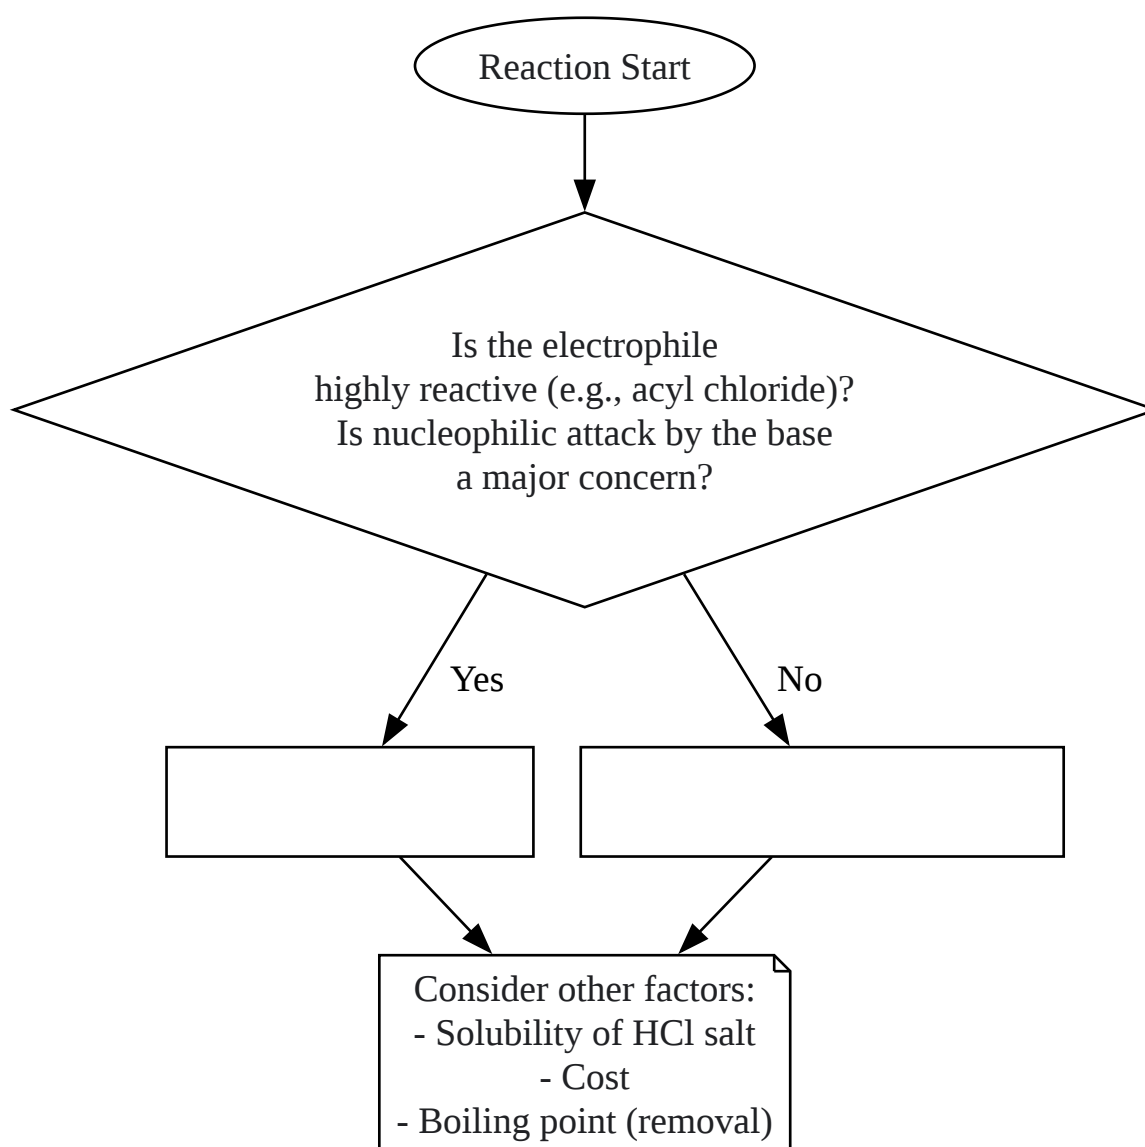 Reaction Start
Is the electrophile
highly reactive (e.g., acyl chloride)?
Is nucleophilic attack by the base
a major concern?
Yes
No
Consider other factors:
- Solubility of HCl salt
- Cost
- Boiling point (removal)